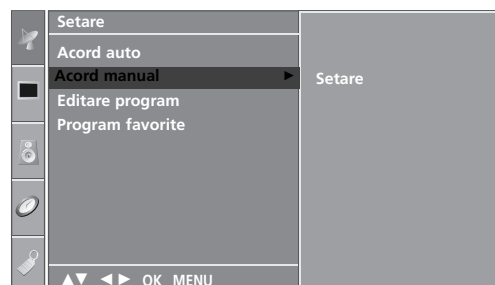 Setare
Acord auto
Acord manual ► Setare
Editare program
Program favorite
▲▼ ◄► OK MENU